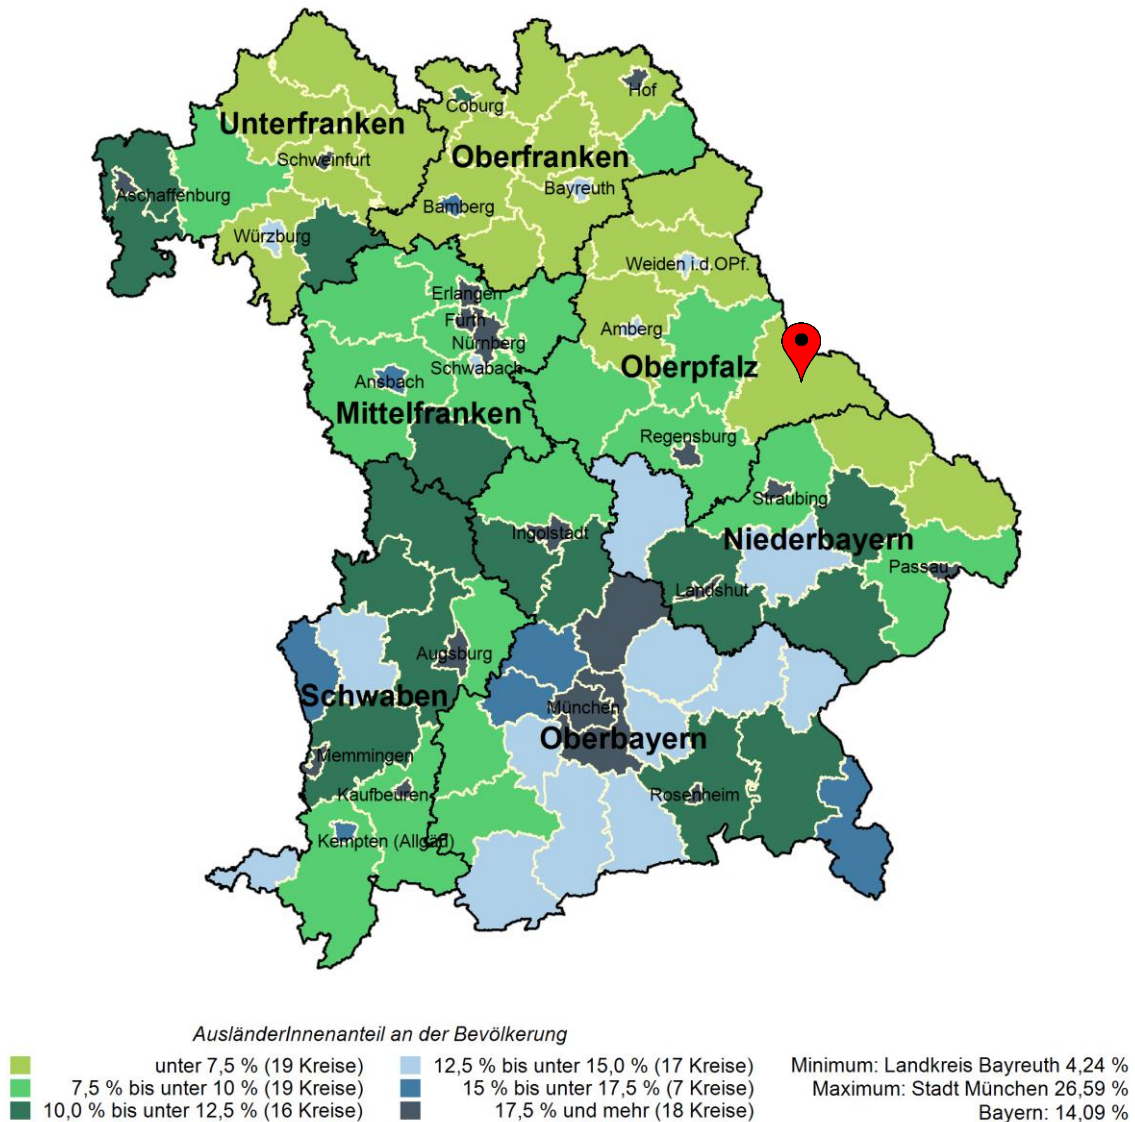 Hof
Coburg
Unterfranken
Schweinfurt
Oberfranken
Aschaffenburg
Bayreuth
Bamberg
Würzburg
Weiden i.d.OPf.
Erlangen
Fürth
Amberg
Nürnberg
Schwabach
Oberpfalz
Ansbach
Mittelfranken
Regensburg
Straubing
Ingolstadt
Niederbayern
Passau
Landshut
Augsburg
Schwaben
München
Oberbayern
Memmingen
Kaufbeuren
Rosenheim
Kempten (Allgäu)
AusländerInnenanteil an der Bevölkerung
unter 7,5 % (19 Kreise)
7,5 % bis unter 10 % (19 Kreise)
10,0 % bis unter 12,5 % (16 Kreise)
12,5 % bis unter 15,0 % (17 Kreise)
15 % bis unter 17,5 % (7 Kreise)
17,5 % und mehr (18 Kreise)
Minimum: Landkreis Bayreuth 4,24 %
Maximum: Stadt München 26,59 %
Bayern: 14,09 %